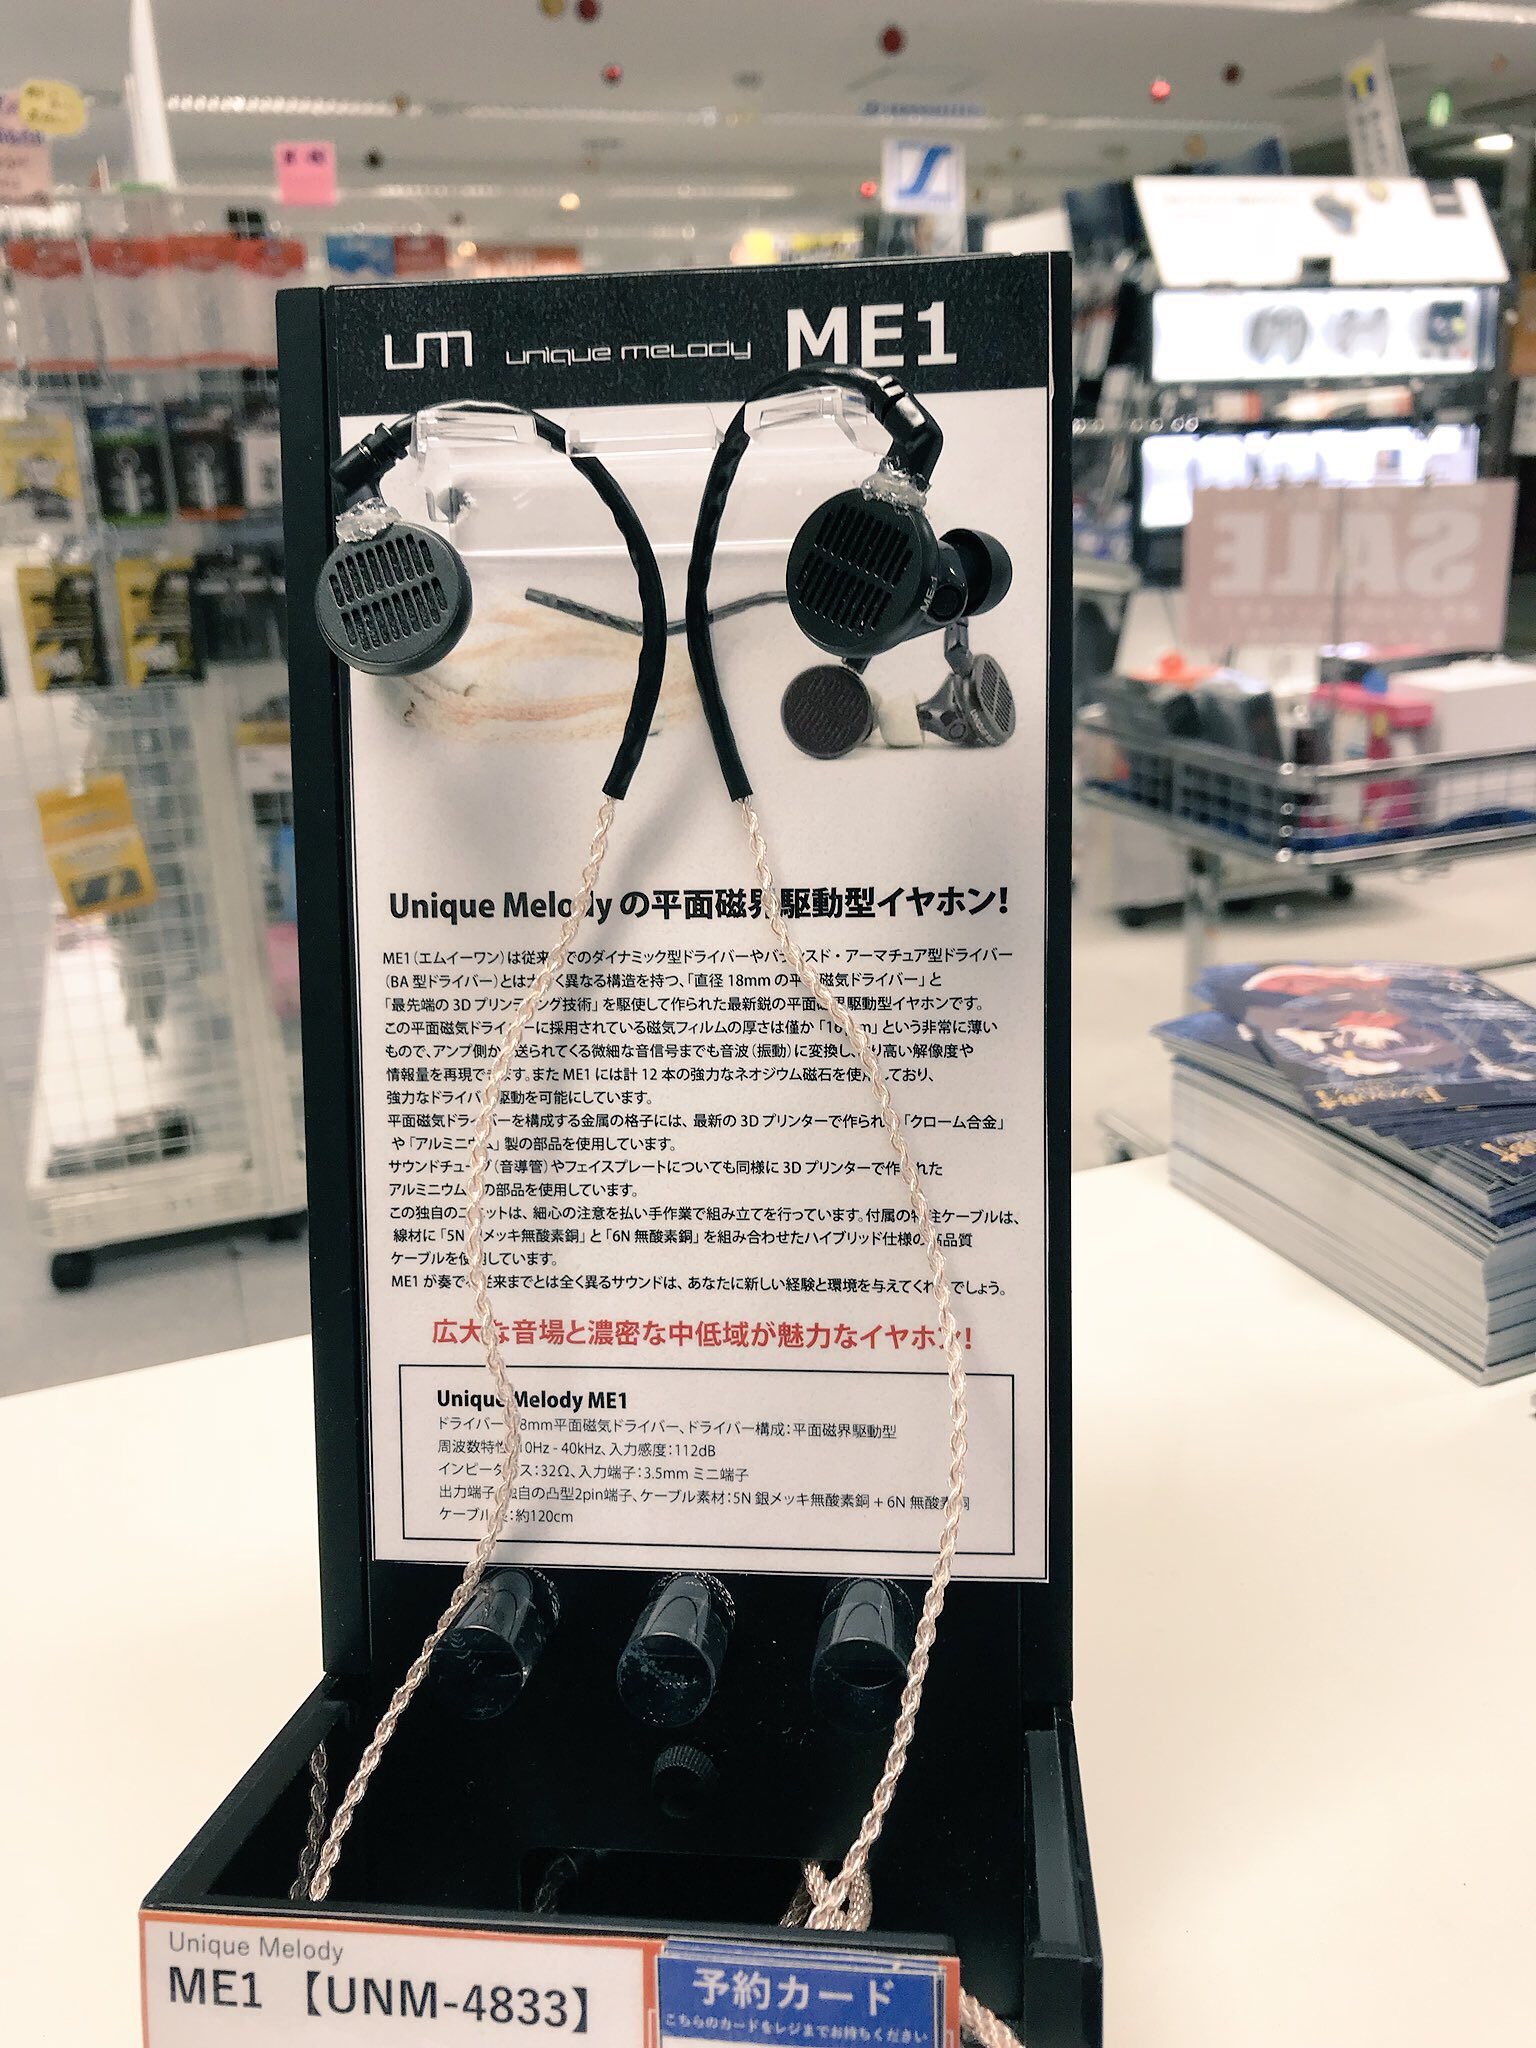 um unique melody ME1
Unique Melody の平面磁界駆動型イヤホン!
ME1(エムイーワン)は従来 でのダイナミック型ドライバーやバ ンスド・アーマチュア型ドライバー
(BA 型ドライバー)とは大 く異なる構造を持つ、「直径 18mm の平 磁気ドライバー」と
「最先端の 3D プリンティング技術」を駆使して作られた最新鋭の平面 界駆動型イヤホンです。
この平面磁気ドライ ーに採用されている磁気フィルムの厚さは僅か「16 m」という非常に薄い
もので、アンプ側か 送られてくる微細な音信号までも音波(振動)に変換し、 り高い解像度や
情報量を再現でき す。また ME1 には計 12 本の強力なネオジウム磁石を使 しており、
強力なドライバ 駆動を可能にしています。
平面磁気ドライバーを構成する金属の格子には、最新の 3D プリンターで作られ 「クローム合金」
や「アルミニウム」製の部品を使用しています。
サウンドチューブ(音導管)やフェイスプレートについても同様に 3D プリンターで作 れた
アルミニウム の部品を使用しています。
この独自のユニットは、細心の注意を払い手作業で組み立てを行っています。付属の特注ケーブルは、
線材に「5N メッキ無酸素銅」と「6N 無酸素銅」を組み合わせたハイブリッド仕様の 品質
ケーブルを使用しています。
ME1 が奏で 従来までとは全く異るサウンドは、あなたに新しい経験と環境を与えてくれ でしょう。
広大な音場と濃密な中低域が魅力なイヤホン!
Unique Melody ME1
ドライバー 8mm平面磁気ドライバー、ドライバー構成:平面磁界駆動型
周波数特性 10Hz - 40kHz、入力感度:112dB
インピーダンス:32Ω、入力端子:3.5mm ミニ端子
出力端子 独自の凸型2pin端子、ケーブル素材:5N 銀メッキ無酸素銅 + 6N 無酸素銅
ケーブル長:約120cm
ME1
SALE
Unique Melody
ME1 【UNM-4833】
予約カード
こちらのカードをレジまでお持ちください